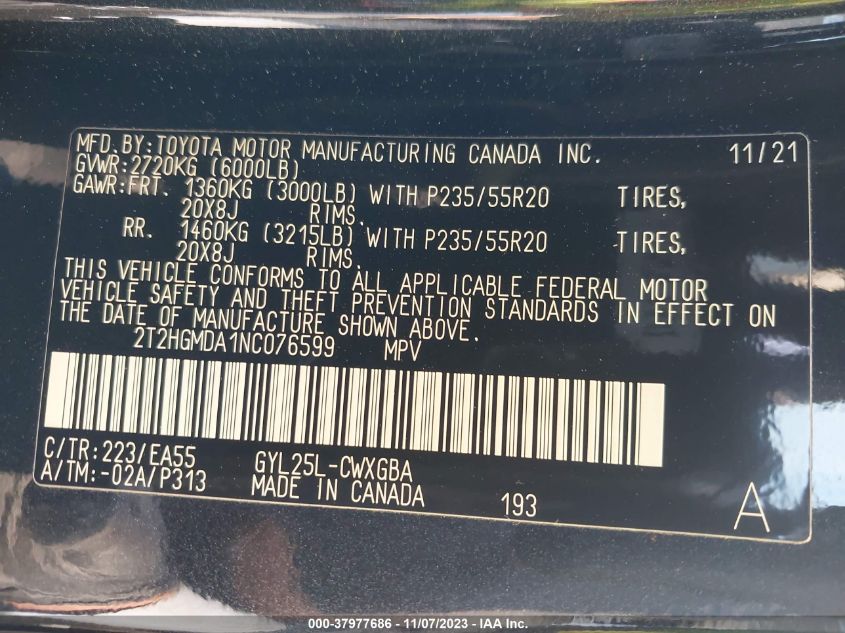 MFD.BY:TOYOTA MOTOR MANUFACTURING CANADA INC. 11/21
GVWR:2720KG (6000LB)
GAWR:FRT. 1360KG (3000LB) WITH P235/55R20 TIRES,
20X8J RIMS.
RR. 1460KG (3215LB) WITH P235/55R20 TIRES,
20X8J RIMS.
THIS VEHICLE CONFORMS TO ALL APPLICABLE FEDERAL MOTOR
VEHICLE SAFETY AND THEFT PREVENTION STANDARDS IN EFFECT ON
THE DATE OF MANUFACTURE SHOWN ABOVE.
2T2HGMDA1NC076599 MPV
C/TR:223/EA55 GYL25L-CWXGBA
A/TM:-02A/P313 MADE IN CANADA 193 A
000-37977686 - 11/07/2023 - IAA Inc.